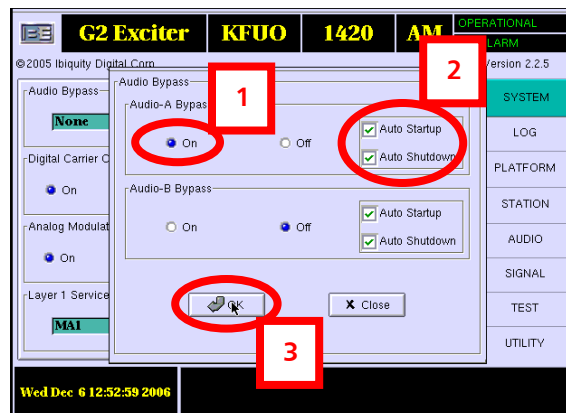 G2 Exciter KFUO 1420 AM
OPERATIONAL
LARM
©2005 Ibiquity Digital Corp
Version 2.2.5
Audio Bypass
None
Digital Carrier C
On
Analog Modulat
On
Layer 1 Service
MA1
Audio Bypass
Audio-A Bypas
On
Off
Auto Startup
Auto Shutdown
Audio-B Bypass
On
Off
Auto Startup
Auto Shutdown
OK
X Close
1
2
3
SYSTEM
LOG
PLATFORM
STATION
AUDIO
SIGNAL
TEST
UTILITY
Wed Dec 6 12:52:59 2006